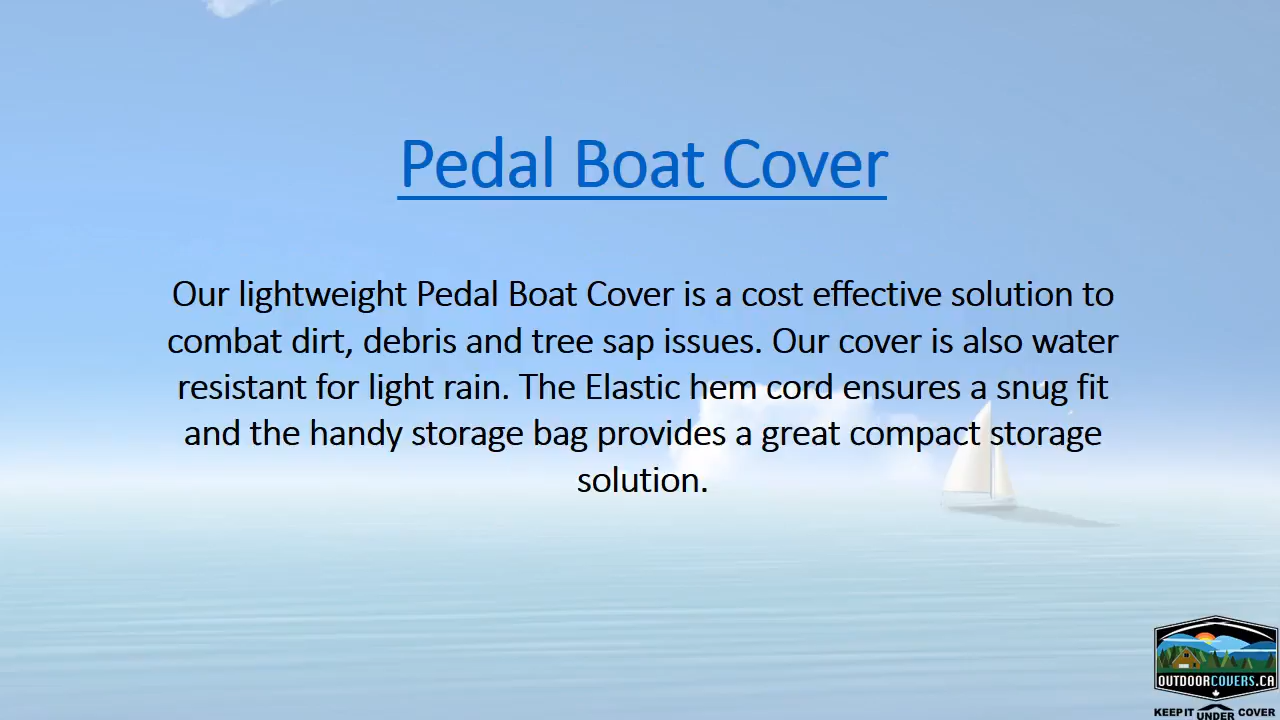 Pedal Boat Cover
Our lightweight Pedal Boat Cover is a cost effective solution to
combat dirt, debris and tree sap issues. Our cover is also water
resistant for light rain. The Elastic hem cord ensures a snug fit
and the handy storage bag provides a great compact storage
solution.
OUTDOORCOVERS.CA
KEEP IT UNDER COVER